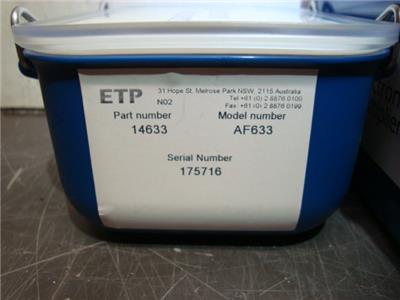 ETP
31 Hope St. Melrose Park NSW, 2115 Australia
N02
Tel +61 (0) 2 8876 0100
Fax +61 (0) 2 8876 0199
Part number
Model number
14633
AF633
Serial Number
175716